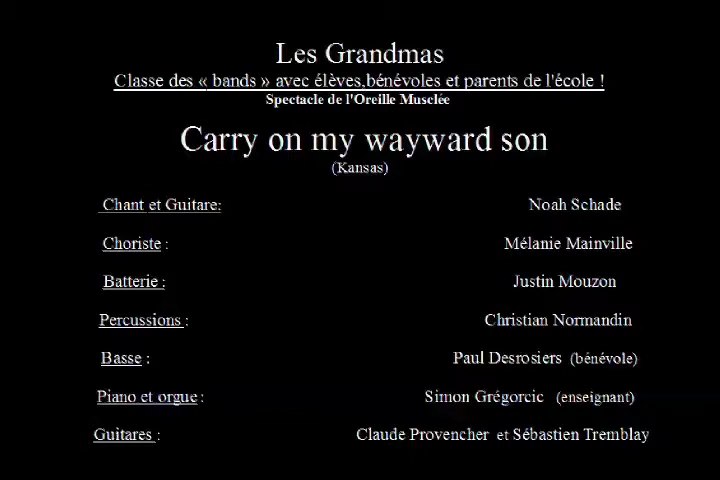 Les Grandmas
Classe des « bands » avec élèves,bénévoles et parents de l'école !
Spectacle de l'Oreille Musclée
Carry on my wayward son
(Kansas)
Chant et Guitare: Noah Schade
Choriste : Mélanie Mainville
Batterie : Justin Mouzon
Percussions : Christian Normandin
Basse : Paul Desrosiers (bénévole)
Piano et orgue : Simon Grégorcic (enseignant)
Guitares : Claude Provencher et Sébastien Tremblay